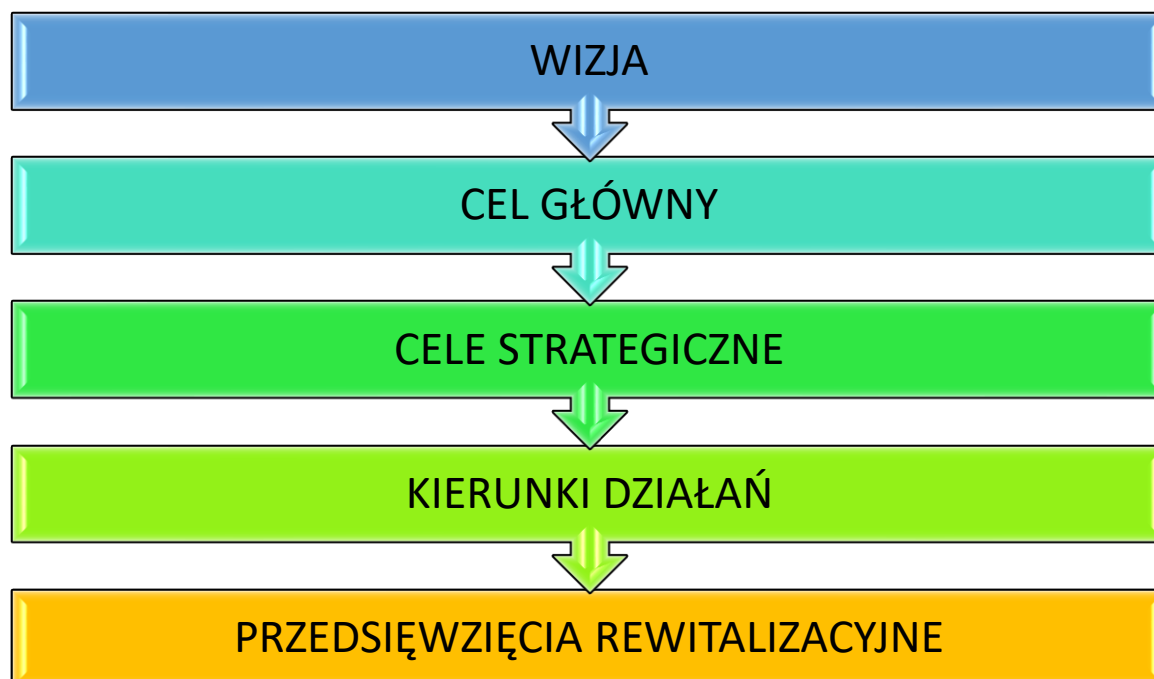 WIZJA
CEL GŁÓWNY
CELE STRATEGICZNE
KIERUNKI DZIAŁAŃ
PRZEDSIĘWZIĘCIA REWITALIZACYJNE